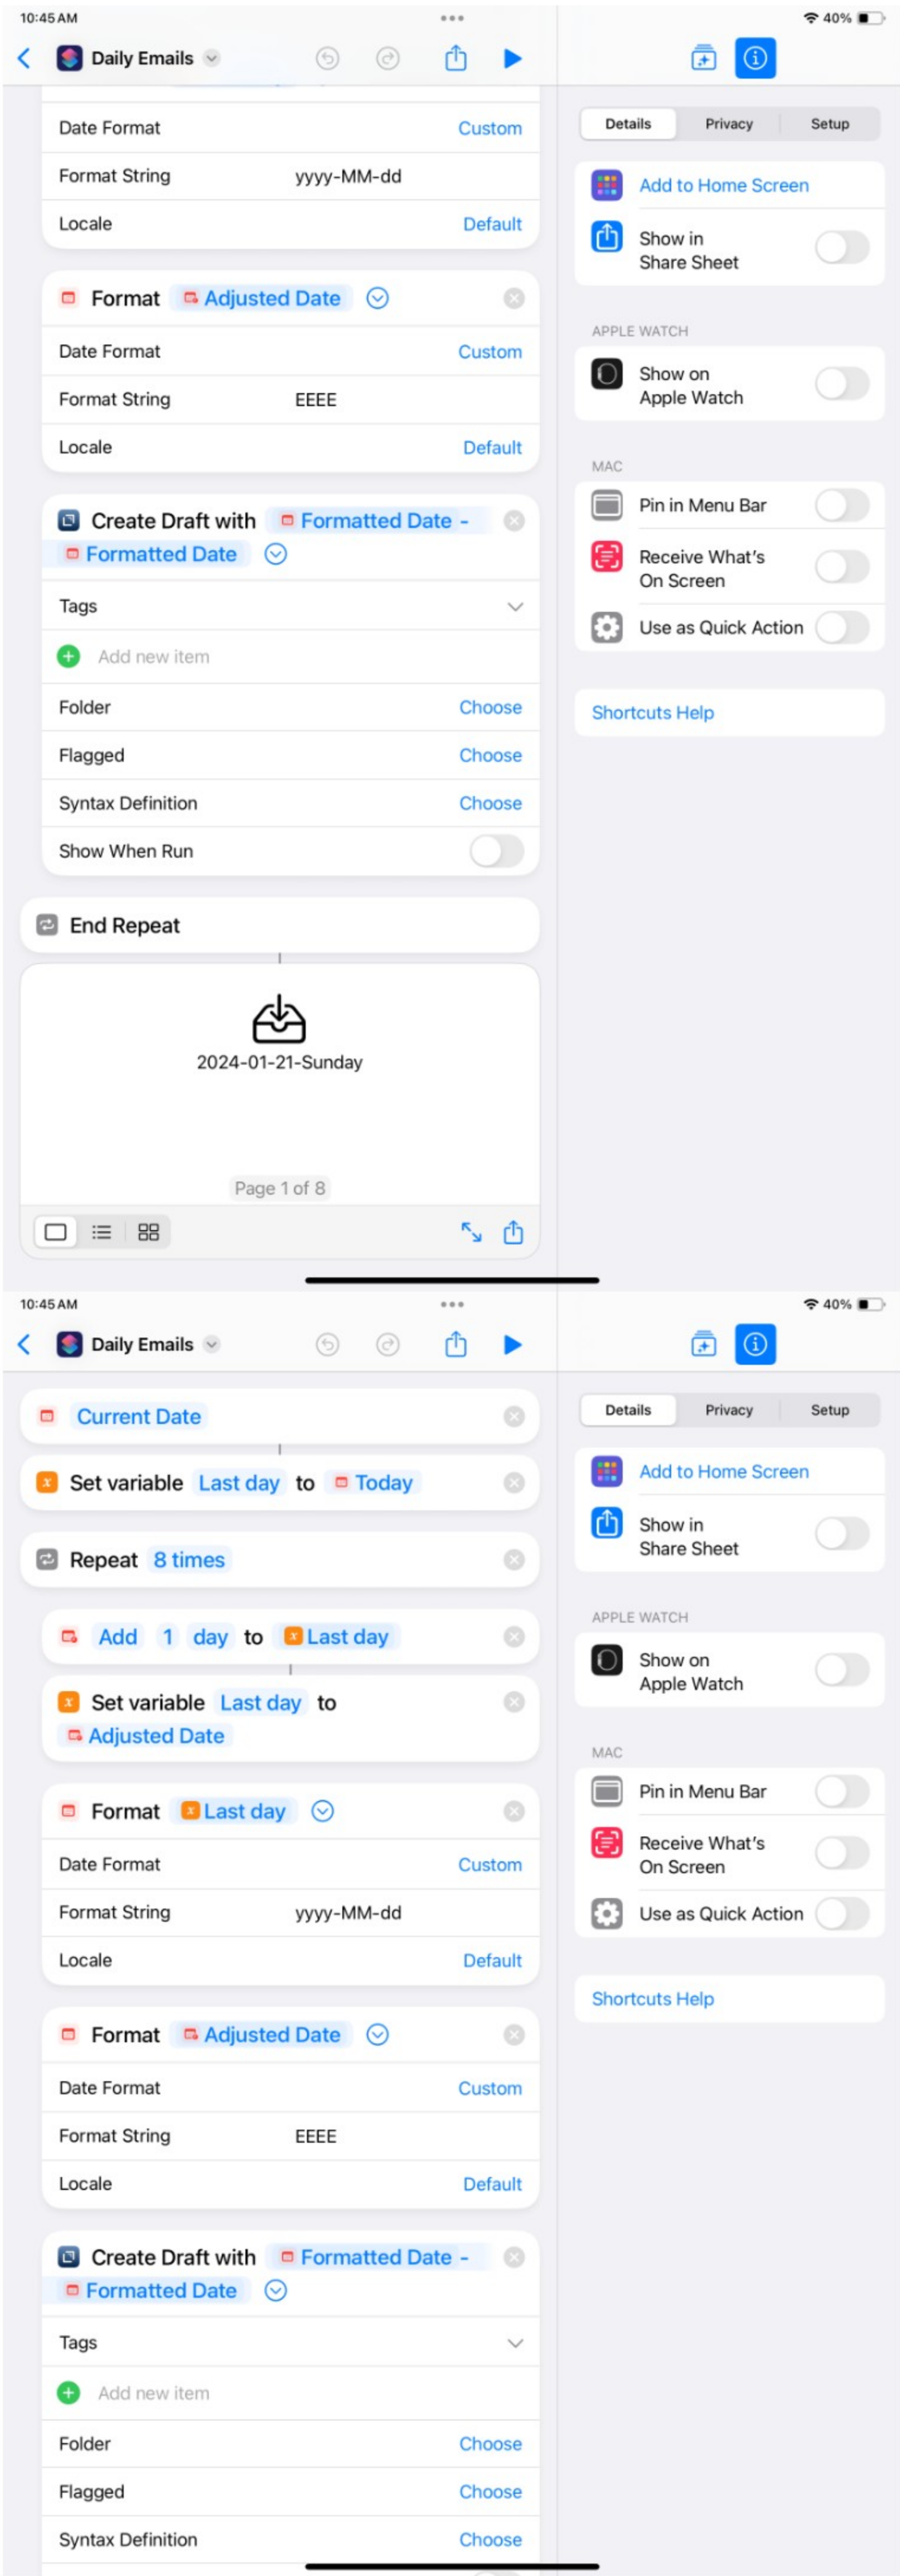 10:45 AM
40%
Daily Emails
Date Format Custom
Format String yyyy-MM-dd
Locale Default
Format Adjusted Date
Date Format Custom
Format String EEEE
Locale Default
Create Draft with Formatted Date -
Formatted Date
Tags
Add new item
Folder Choose
Flagged Choose
Syntax Definition Choose
Show When Run
End Repeat
2024-01-21-Sunday
Page 1 of 8
Details Privacy Setup
Add to Home Screen
Show in
Share Sheet
APPLE WATCH
Show on
Apple Watch
MAC
Pin in Menu Bar
Receive What's
On Screen
Use as Quick Action
Shortcuts Help
10:45 AM
40%
Daily Emails
Current Date
Set variable Last day to Today
Repeat 8 times
Add 1 day to Last day
Set variable Last day to
Adjusted Date
Format Last day
Date Format Custom
Format String yyyy-MM-dd
Locale Default
Format Adjusted Date
Date Format Custom
Format String EEEE
Locale Default
Create Draft with Formatted Date -
Formatted Date
Tags
Add new item
Folder Choose
Flagged Choose
Syntax Definition Choose
Details Privacy Setup
Add to Home Screen
Show in
Share Sheet
APPLE WATCH
Show on
Apple Watch
MAC
Pin in Menu Bar
Receive What's
On Screen
Use as Quick Action
Shortcuts Help